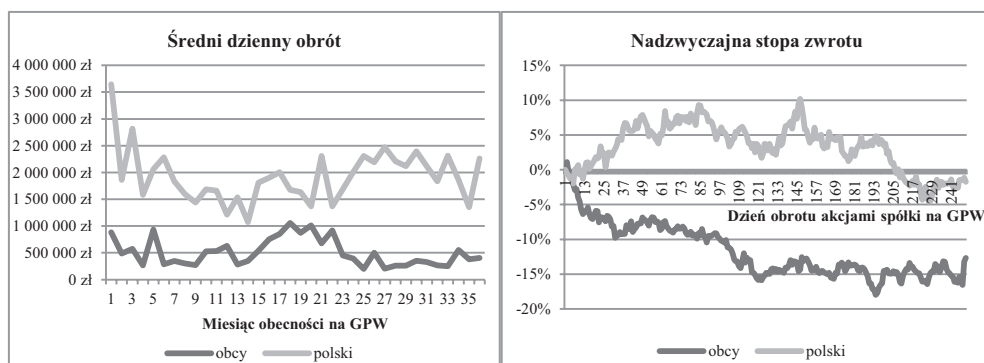 Średni dzienny obrót
4 000 000 zł
3 500 000 zł
3 000 000 zł
2 500 000 zł
2 000 000 zł
1 500 000 zł
1 000 000 zł
500 000 zł
0 zł
1 3 5 7 9 11 13 15 17 19 21 23 25 27 29 31 33 35
Miesiąc obecności na GPW
obcy polski
Nadzwyczajna stopa zwrotu
15%
10%
5%
0%
-5%
-10%
-15%
-20%
1 13 25 37 49 61 73 85 97 109 121 133 145 157 169 181 193 205 217 229 241
Dzień obrotu akcjami spółki na GPW
obcy polski